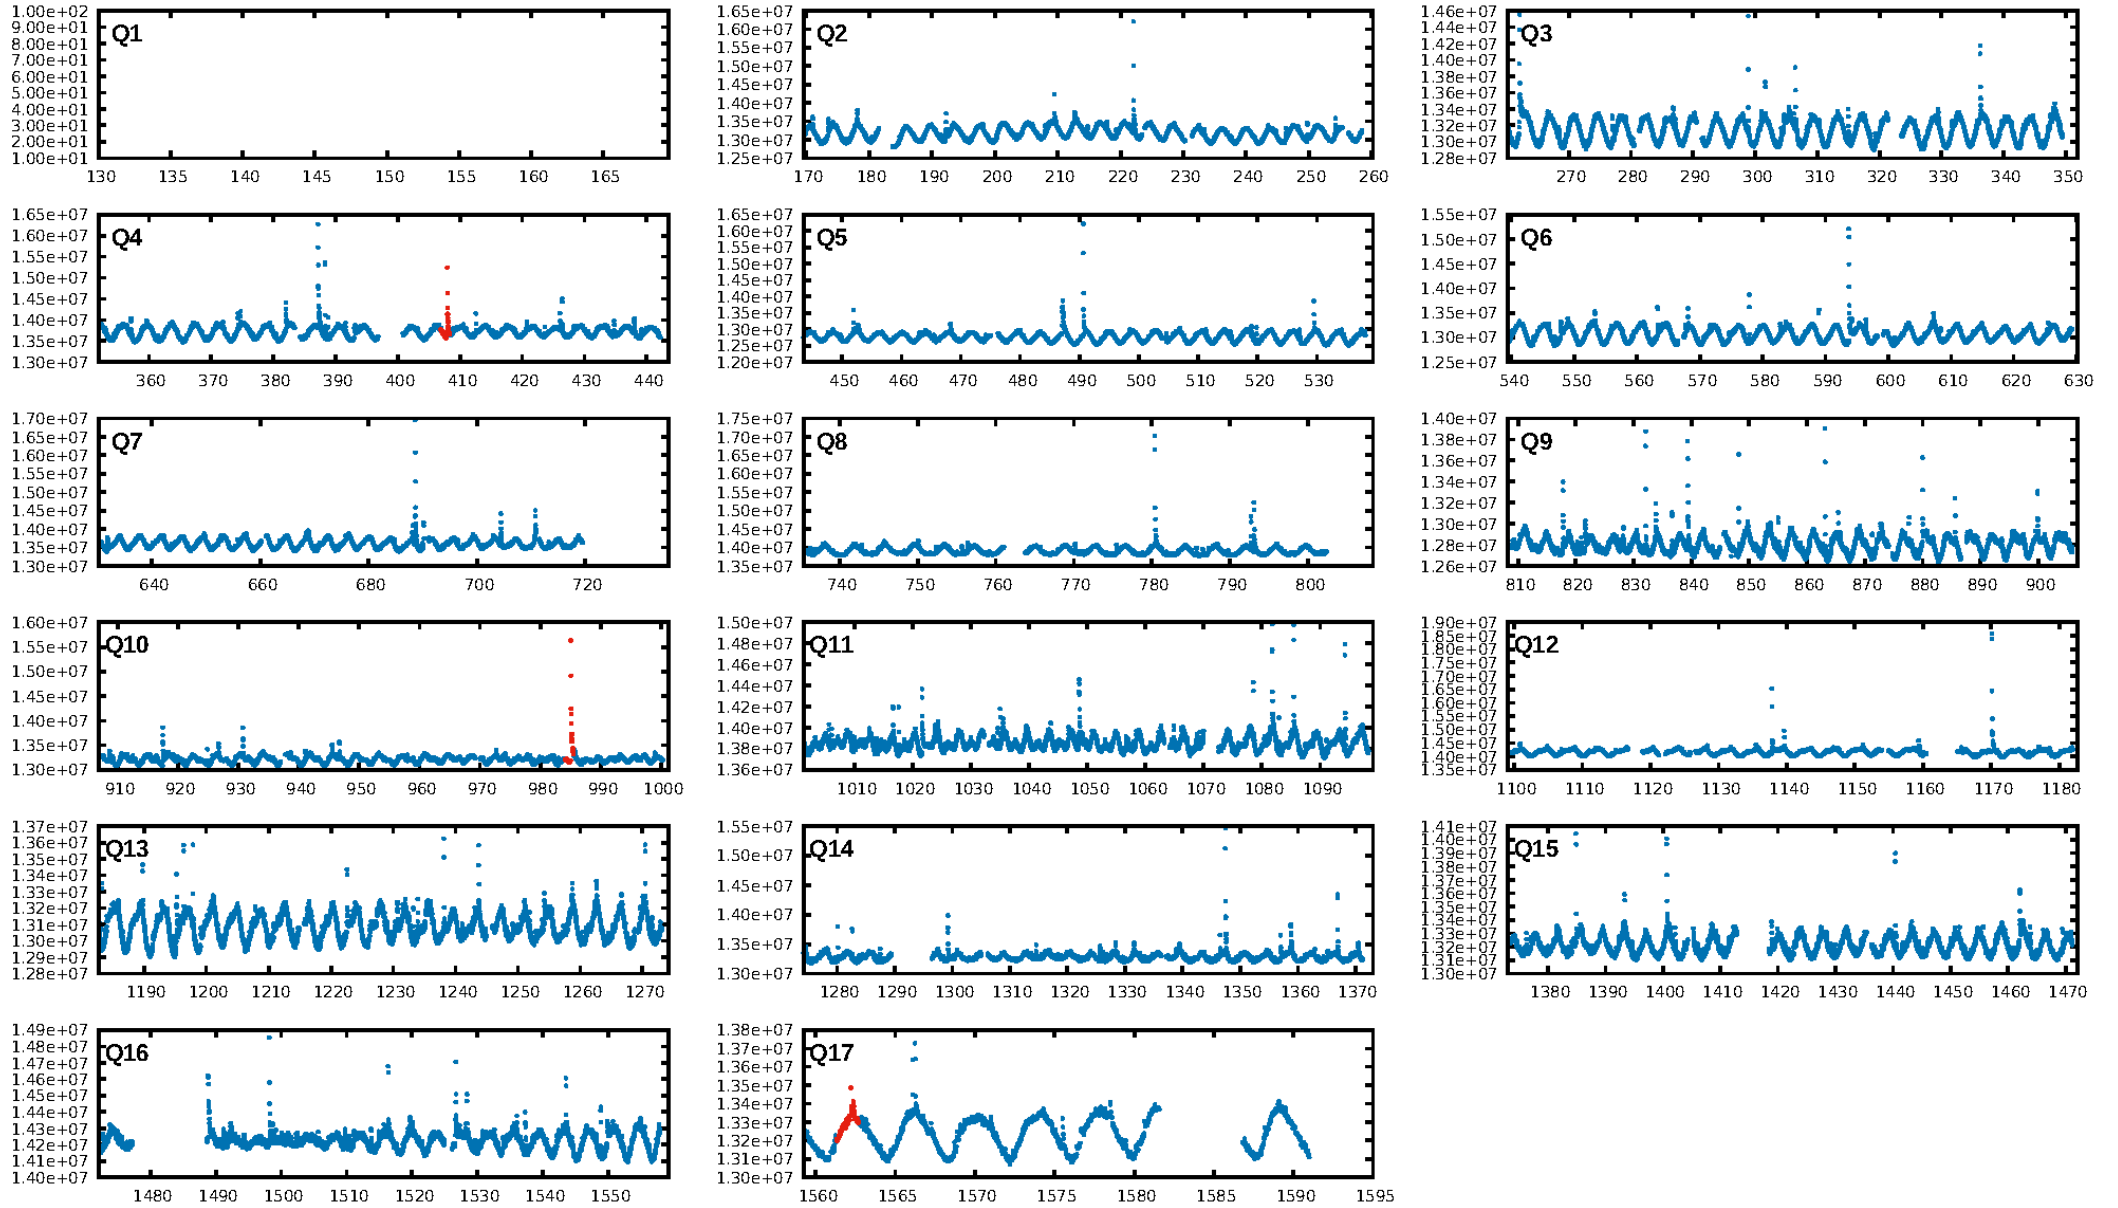 1.00e+02
9.00e+01
8.00e+01
7.00e+01
6.00e+01
5.00e+01
4.00e+01
3.00e+01
2.00e+01
1.00e+01
Q1
130 135 140 145 150 155 160 165
1.65e+07
1.60e+07
1.55e+07
1.50e+07
1.45e+07
1.40e+07
1.35e+07
1.30e+07
1.25e+07
Q2
170 180 190 200 210 220 230 240 250 260
1.46e+07
1.44e+07
1.42e+07
1.40e+07
1.38e+07
1.36e+07
1.34e+07
1.32e+07
1.30e+07
1.28e+07
Q3
270 280 290 300 310 320 330 340 350
1.65e+07
1.60e+07
1.55e+07
1.50e+07
1.45e+07
1.40e+07
1.35e+07
1.30e+07
Q4
360 370 380 390 400 410 420 430 440
1.65e+07
1.60e+07
1.55e+07
1.50e+07
1.45e+07
1.40e+07
1.35e+07
1.30e+07
1.25e+07
1.20e+07
Q5
450 460 470 480 490 500 510 520 530
1.55e+07
1.50e+07
1.45e+07
1.40e+07
1.35e+07
1.30e+07
1.25e+07
Q6
540 550 560 570 580 590 600 610 620 630
1.70e+07
1.65e+07
1.60e+07
1.55e+07
1.50e+07
1.45e+07
1.40e+07
1.35e+07
1.30e+07
Q7
640 660 680 700 720
1.75e+07
1.70e+07
1.65e+07
1.60e+07
1.55e+07
1.50e+07
1.45e+07
1.40e+07
1.35e+07
Q8
740 750 760 770 780 790 800
1.40e+07
1.38e+07
1.36e+07
1.34e+07
1.32e+07
1.30e+07
1.28e+07
1.26e+07
Q9
810 820 830 840 850 860 870 880 890 900
1.60e+07
1.55e+07
1.50e+07
1.45e+07
1.40e+07
1.35e+07
1.30e+07
Q10
910 920 930 940 950 960 970 980 990 1000
1.50e+07
1.48e+07
1.46e+07
1.44e+07
1.42e+07
1.40e+07
1.38e+07
1.36e+07
Q11
1010 1020 1030 1040 1050 1060 1070 1080 1090
1.90e+07
1.85e+07
1.80e+07
1.75e+07
1.70e+07
1.65e+07
1.60e+07
1.55e+07
1.50e+07
1.45e+07
1.40e+07
1.35e+07
Q12
1100 1110 1120 1130 1140 1150 1160 1170 1180
1.37e+07
1.36e+07
1.35e+07
1.34e+07
1.33e+07
1.32e+07
1.31e+07
1.30e+07
1.29e+07
1.28e+07
Q13
1190 1200 1210 1220 1230 1240 1250 1260 1270
1.55e+07
1.50e+07
1.45e+07
1.40e+07
1.35e+07
1.30e+07
Q14
1280 1290 1300 1310 1320 1330 1340 1350 1360 1370
1.41e+07
1.40e+07
1.39e+07
1.38e+07
1.37e+07
1.36e+07
1.35e+07
1.34e+07
1.33e+07
1.32e+07
1.31e+07
1.30e+07
Q15
1380 1390 1400 1410 1420 1430 1440 1450 1460 1470
1.49e+07
1.48e+07
1.47e+07
1.46e+07
1.45e+07
1.44e+07
1.43e+07
1.42e+07
1.41e+07
1.40e+07
Q16
1480 1490 1500 1510 1520 1530 1540 1550
1.38e+07
1.37e+07
1.36e+07
1.35e+07
1.34e+07
1.33e+07
1.32e+07
1.31e+07
1.30e+07
Q17
1560 1565 1570 1575 1580 1585 1590 1595